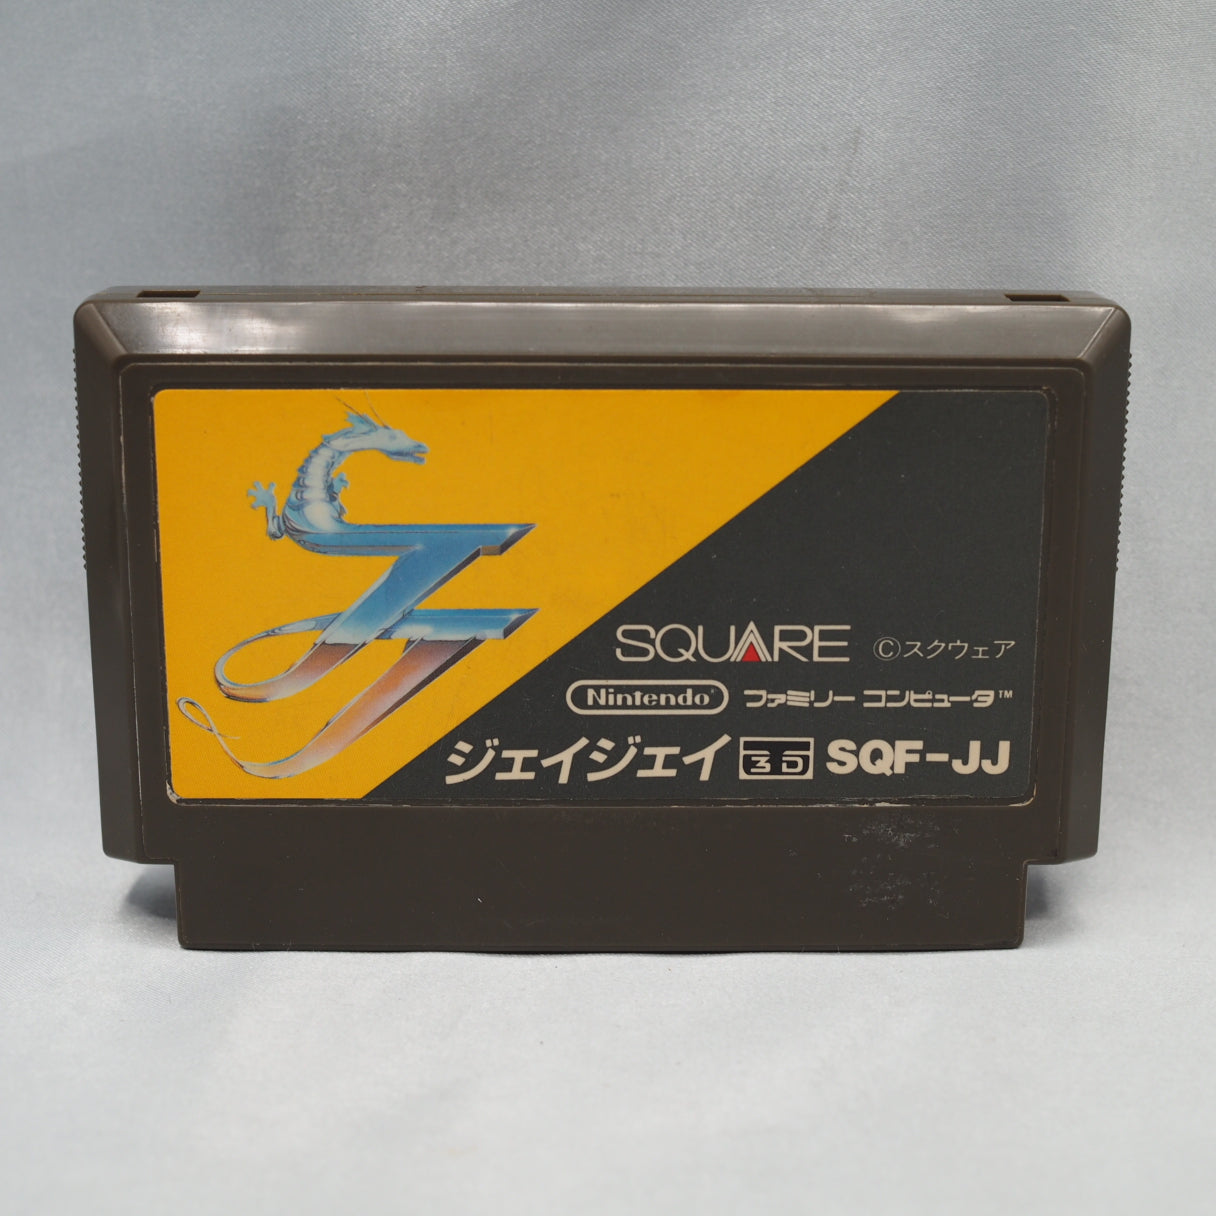 JJ
SQUARE ©スクウェア
Nintendo® ファミリー コンピュータ™
ジェイジェイ 3D SQF-JJ